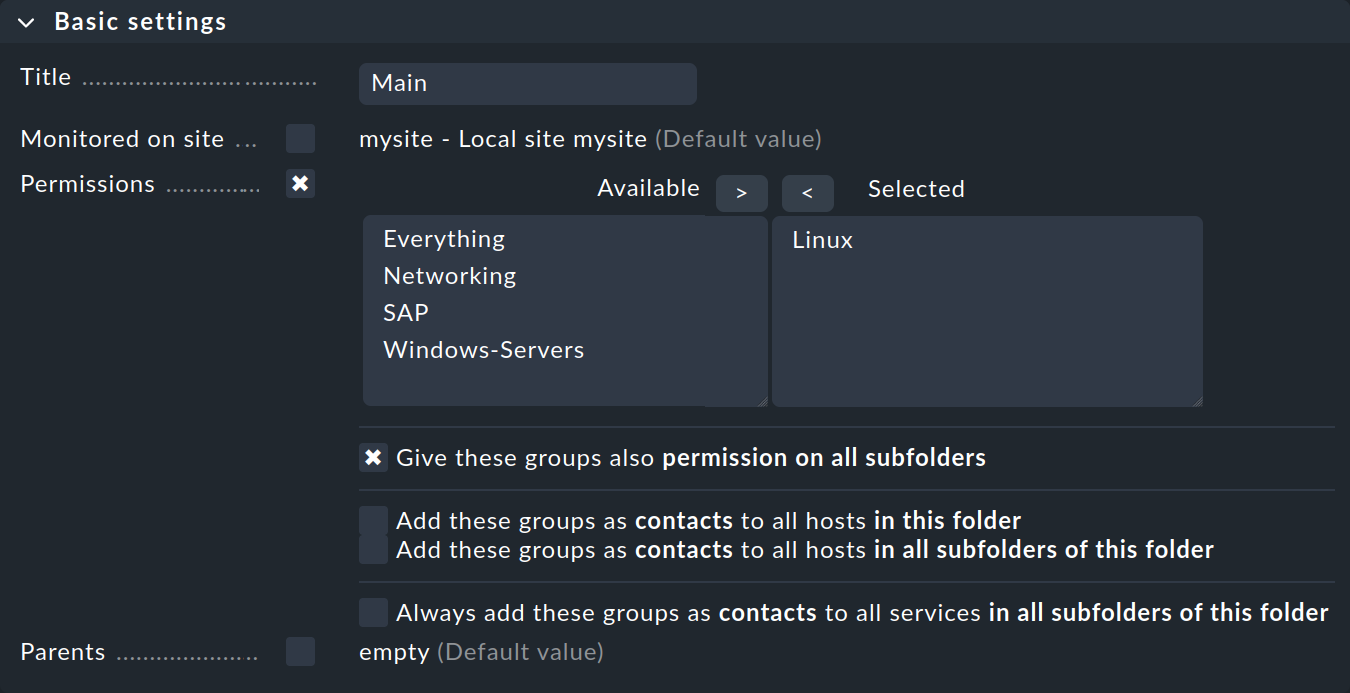 Basic settings
Title
Main
Monitored on site
mysite - Local site mysite (Default value)
Permissions
Available > < Selected
Everything
Networking
SAP
Windows-Servers
Linux
Give these groups also permission on all subfolders
Add these groups as contacts to all hosts in this folder
Add these groups as contacts to all hosts in all subfolders of this folder
Always add these groups as contacts to all services in all subfolders of this folder
Parents
empty (Default value)